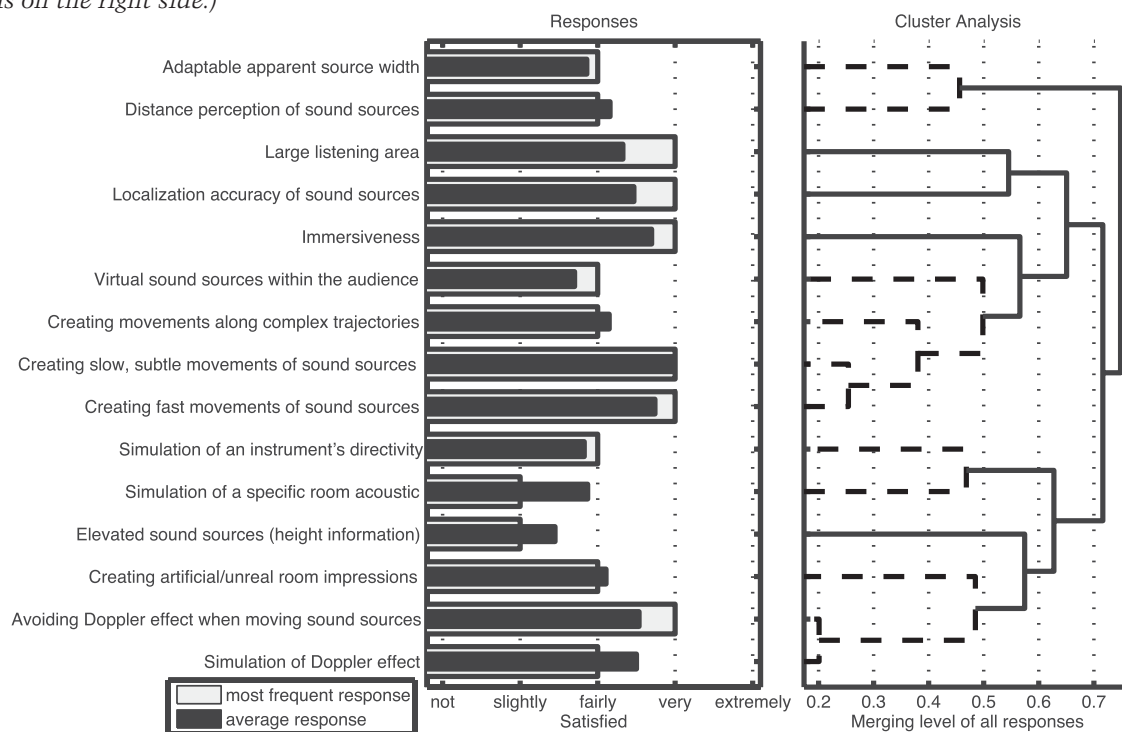 is on the right side.)
Responses
Cluster Analysis
Adaptable apparent source width
Distance perception of sound sources
Large listening area
Localization accuracy of sound sources
Immersiveness
Virtual sound sources within the audience
Creating movements along complex trajectories
Creating slow, subtle movements of sound sources
Creating fast movements of sound sources
Simulation of an instrument’s directivity
Simulation of a specific room acoustic
Elevated sound sources (height information)
Creating artificial/unreal room impressions
Avoiding Doppler effect when moving sound sources
Simulation of Doppler effect
most frequent response
average response
not slightly fairly very extremely
Satisfied
0.2 0.3 0.4 0.5 0.6 0.7
Merging level of all responses